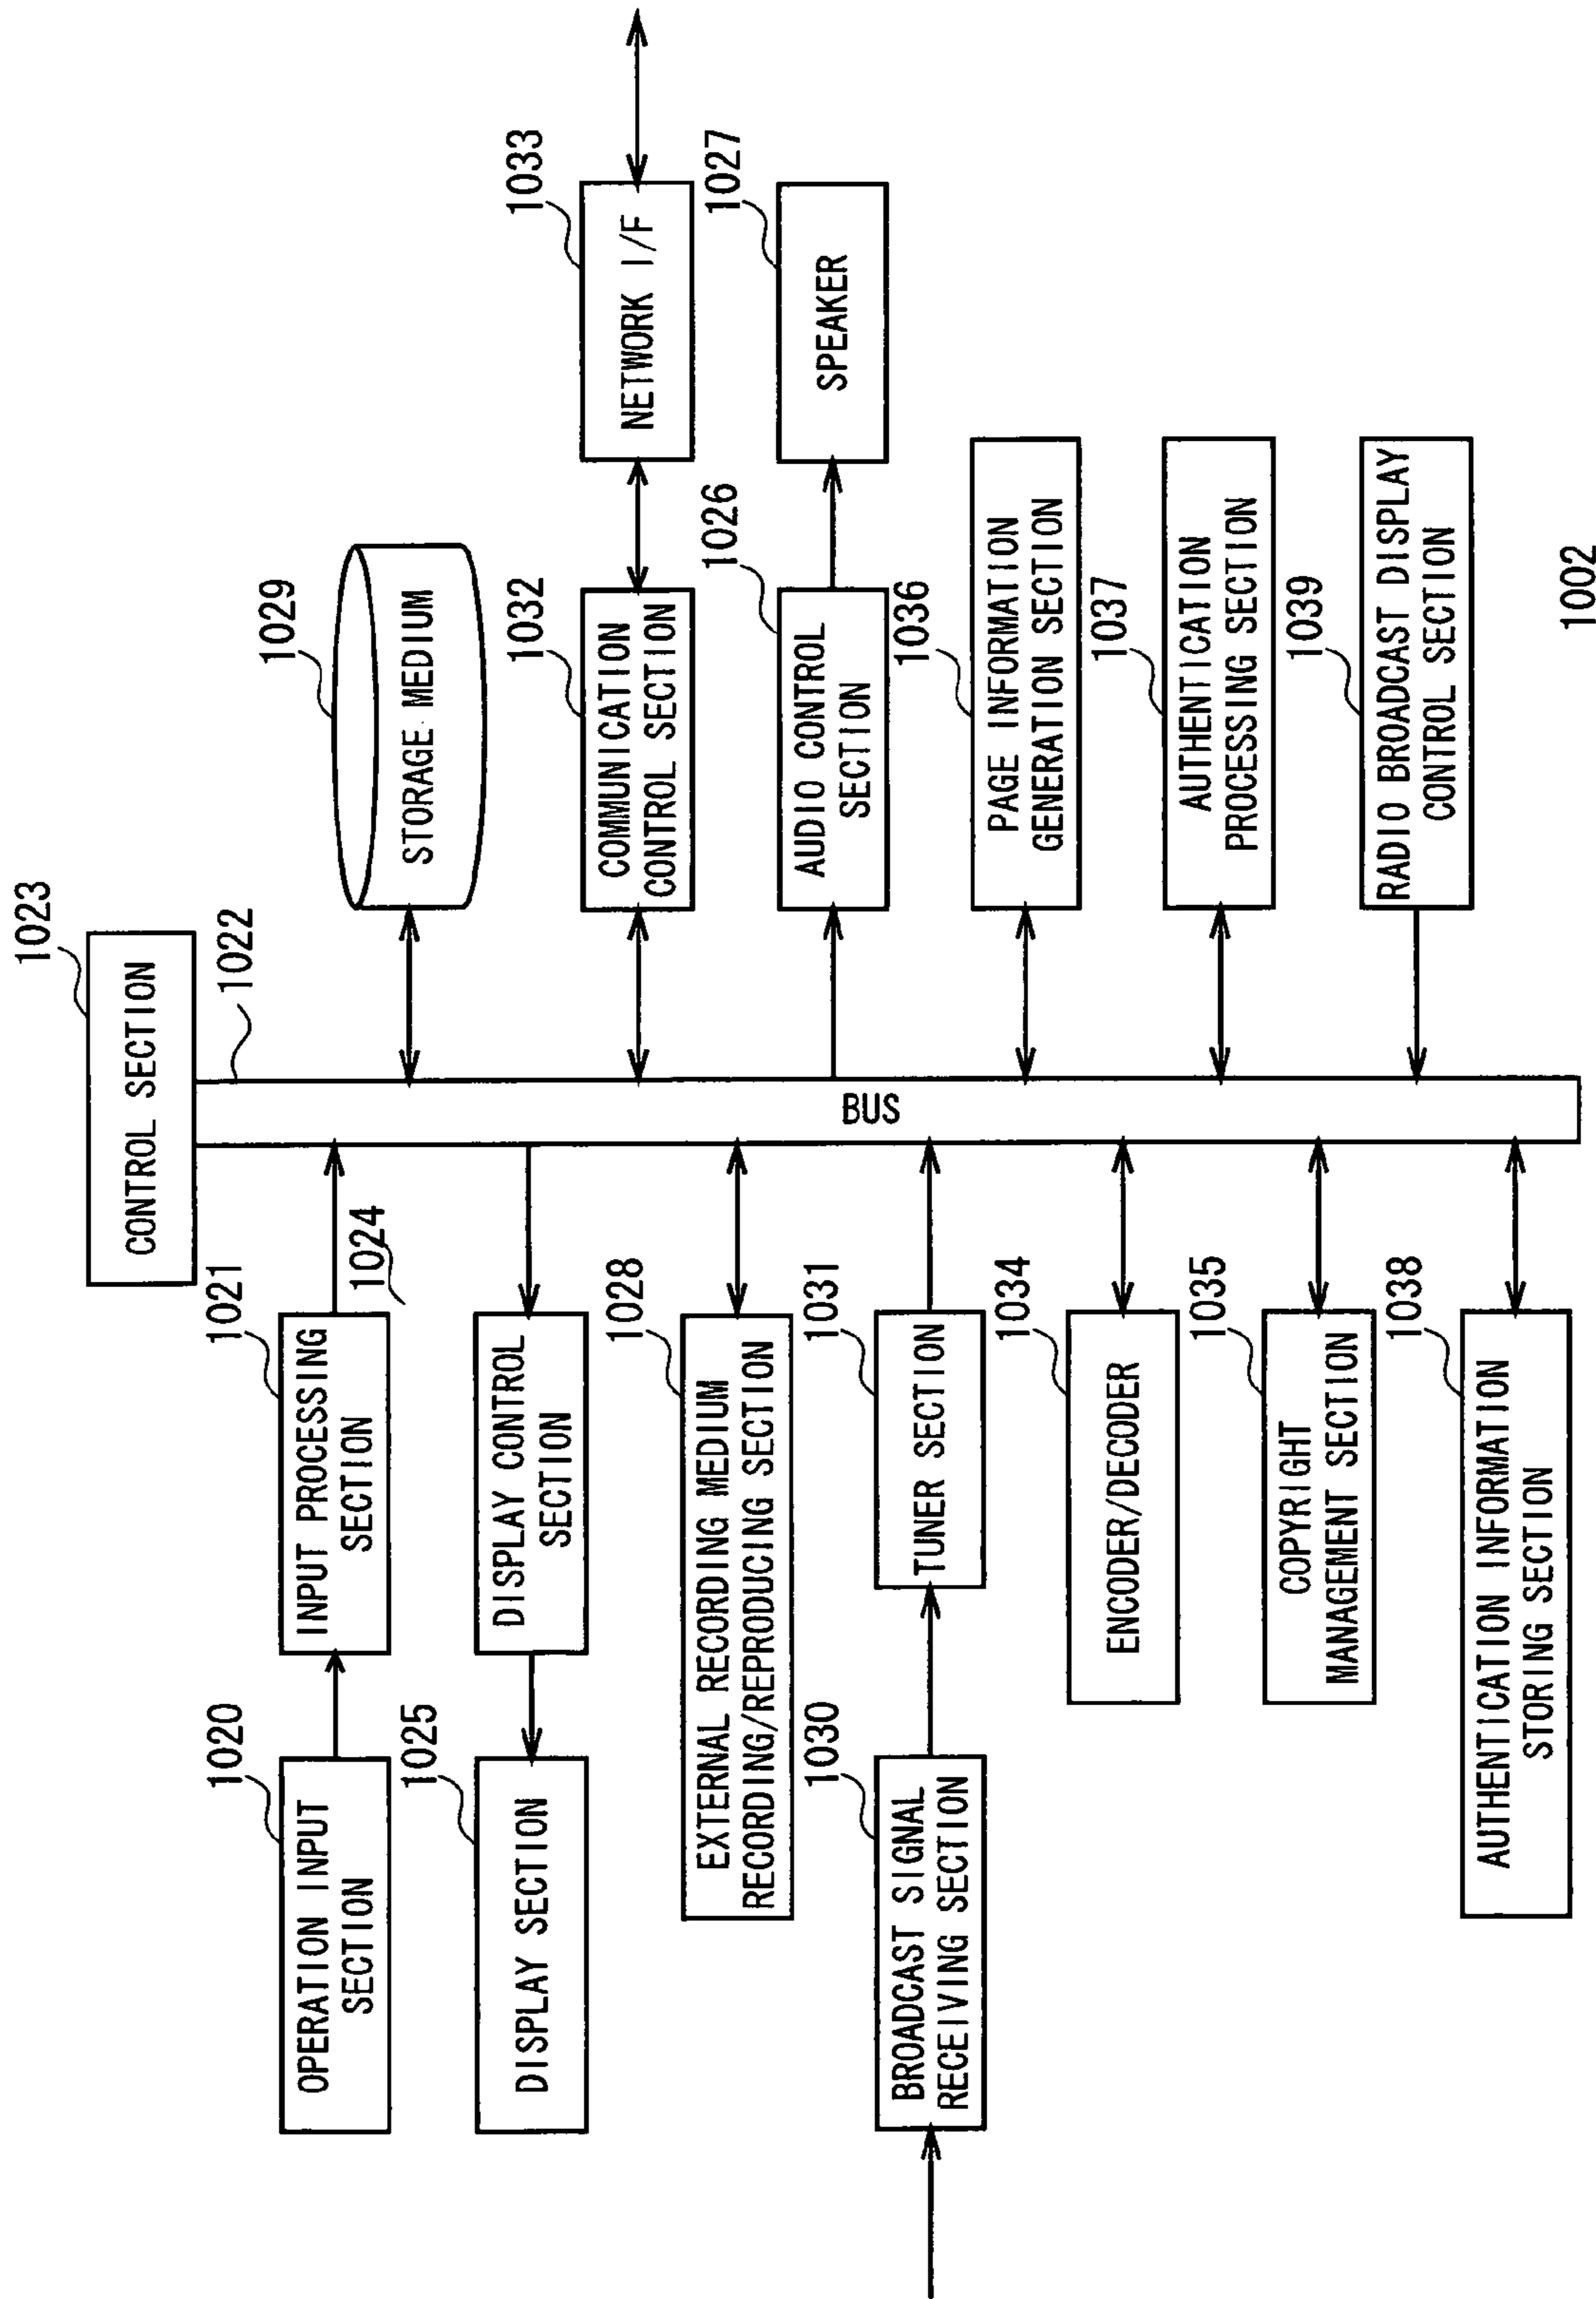 1023
CONTROL SECTION
1022
BUS
1020
OPERATION INPUT
SECTION
1021
INPUT PROCESSING
SECTION
1024
DISPLAY CONTROL
SECTION
1025
DISPLAY SECTION
1028
EXTERNAL RECORDING MEDIUM
RECORDING/REPRODUCING SECTION
1030
BROADCAST SIGNAL
RECEIVING SECTION
1031
TUNER SECTION
1034
ENCODER/DECODER
1035
COPYRIGHT
MANAGEMENT SECTION
1038
AUTHENTICATION INFORMATION
STORING SECTION
1029
STORAGE MEDIUM
1032
COMMUNICATION
CONTROL SECTION
1033
NETWORK I/F
1026
AUDIO CONTROL
SECTION
1027
SPEAKER
1036
PAGE INFORMATION
GENERATION SECTION
1037
AUTHENTICATION
PROCESSING SECTION
1039
RADIO BROADCAST DISPLAY
CONTROL SECTION
1002